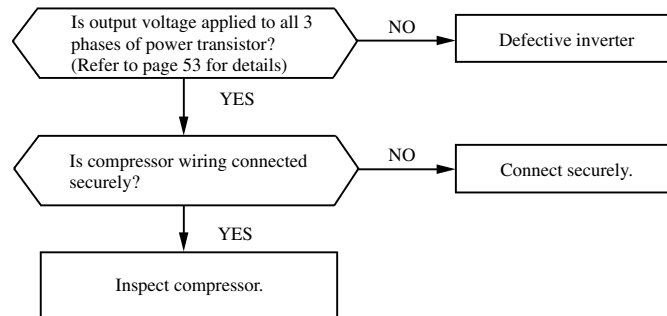 Is output voltage applied to all 3
phases of power transistor?
(Refer to page 53 for details)
NO
Defective inverter
YES
Is compressor wiring connected
securely?
NO
Connect securely.
YES
Inspect compressor.